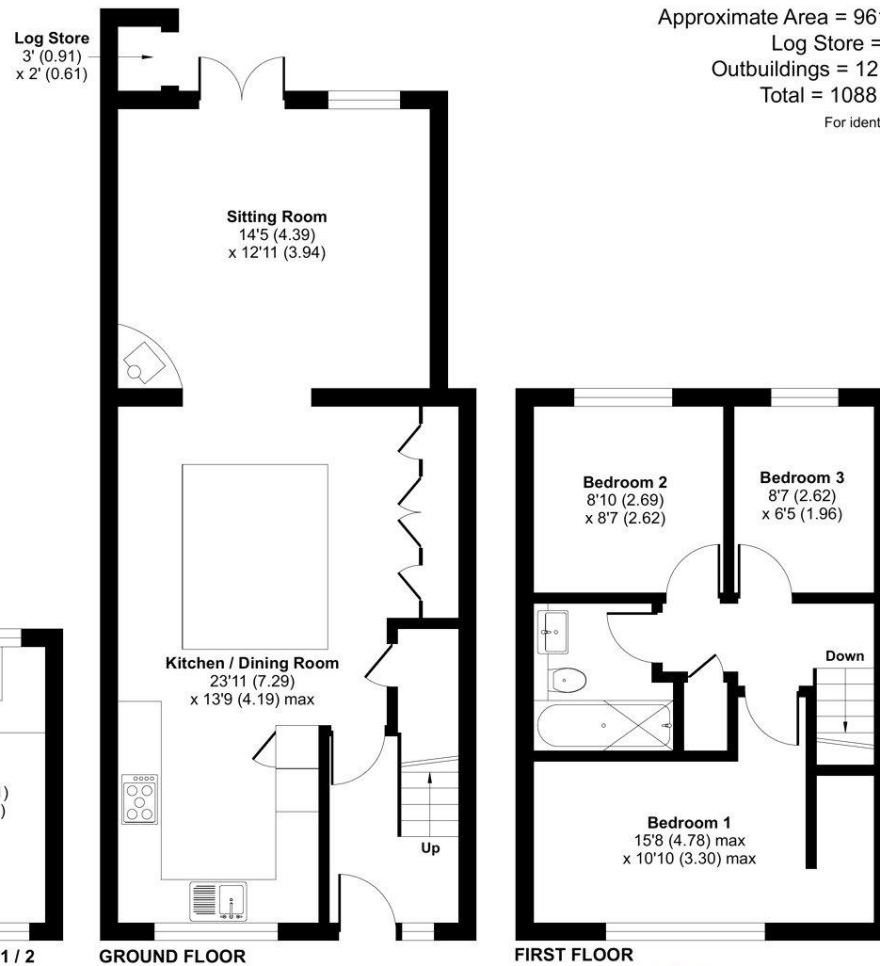 Approximate Area = 961
Log Store =
Outbuildings = 12
Total = 1088
For ident
Log Store
3' (0.91)
x 2' (0.61)
Sitting Room
14'5 (4.39)
x 12'11 (3.94)
Kitchen / Dining Room
23'11 (7.29)
x 13'9 (4.19) max
Up
Bedroom 2
8'10 (2.69)
x 8'7 (2.62)
Bedroom 3
8'7 (2.62)
x 6'5 (1.96)
Down
Bedroom 1
15'8 (4.78) max
x 10'10 (3.30) max
1 / 2
GROUND FLOOR
FIRST FLOOR